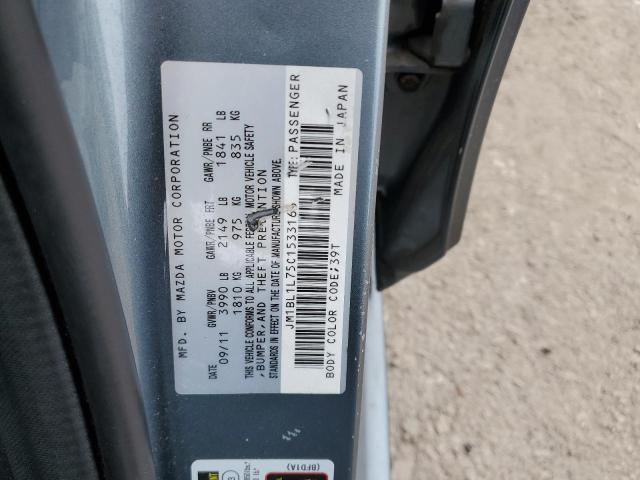 MFD. BY MAZDA MOTOR CORPORATION
DATE GVWR/PNBV GAWR/PNBE FRT GAWR/PNBE RR
09/11 3990 LB 2149 LB 1841 LB
1810 KG 975 KG 835 KG
THIS VEHICLE CONFORMS TO ALL APPLICABLE FEDERAL MOTOR VEHICLE SAFETY
, BUMPER, AND THEFT PREVENTION
STANDARDS IN EFFECT ON THE DATE OF MANUFACTURE SHOWN ABOVE.
JM1BL1L75C153316 TYPE: PASSENGER
BODY COLOR CODE;39T MADE IN JAPAN
(BFD1A)